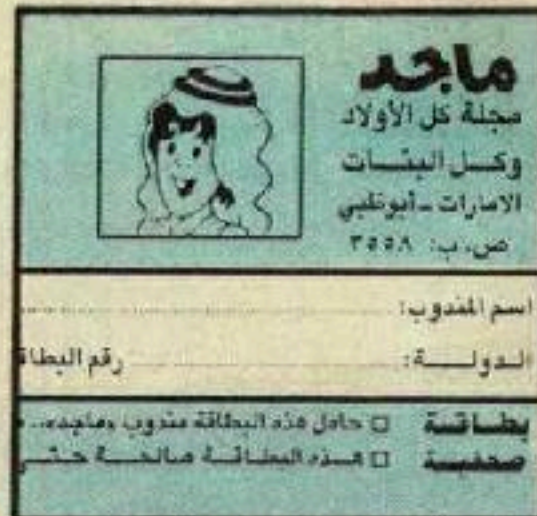 ماجد
مجلة كل الأولاد
وكل البنات
الامارات - أبوظبي
ص. ب: ٣٥٥٨
اسم المندوب:
الدولة: رقم البطاق
بطاقة □ حامل هذه البطاقة مندوب «ماجد»..
صحفية □ هذه البطاقة صالحة حتى